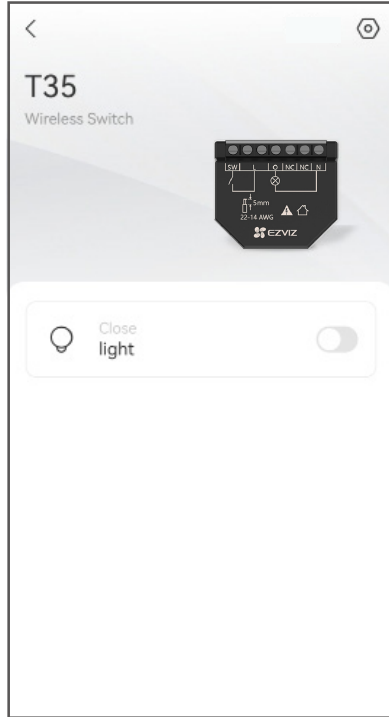 T35
Wireless Switch
SW L O NC NC N
5mm
22-14 AWG
EZVIZ
Close
light